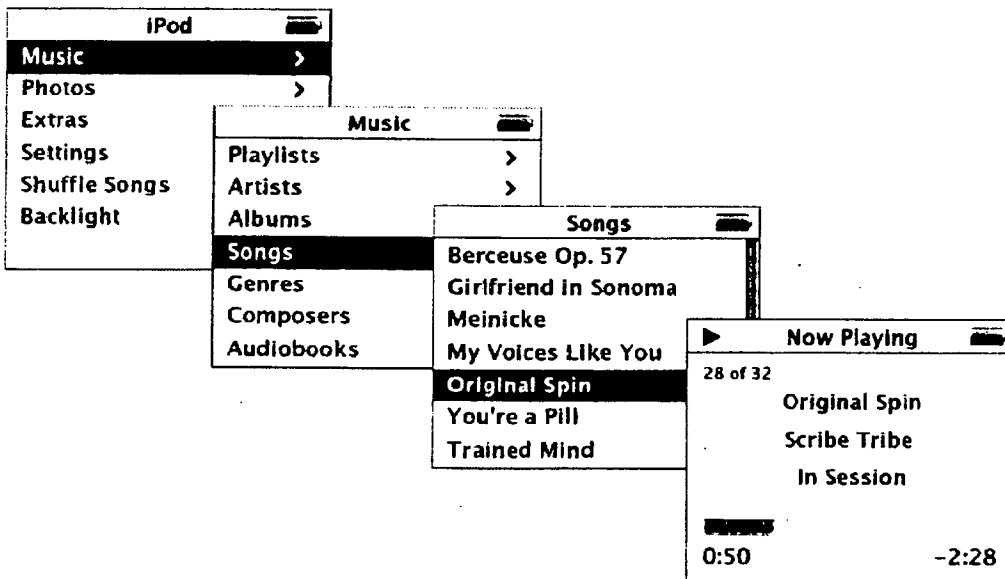 iPod
Music >
Photos >
Extras
Settings
Shuffle Songs
Backlight
Music
Playlists >
Artists >
Albums
Songs
Genres
Composers
Audiobooks
Songs
Berceuse Op. 57
Girlfriend in Sonoma
Meinicke
My Voices Like You
Original Spin
You're a Pill
Trained Mind
Now Playing
28 of 32
Original Spin
Scribe Tribe
In Session
0:50 -2:28